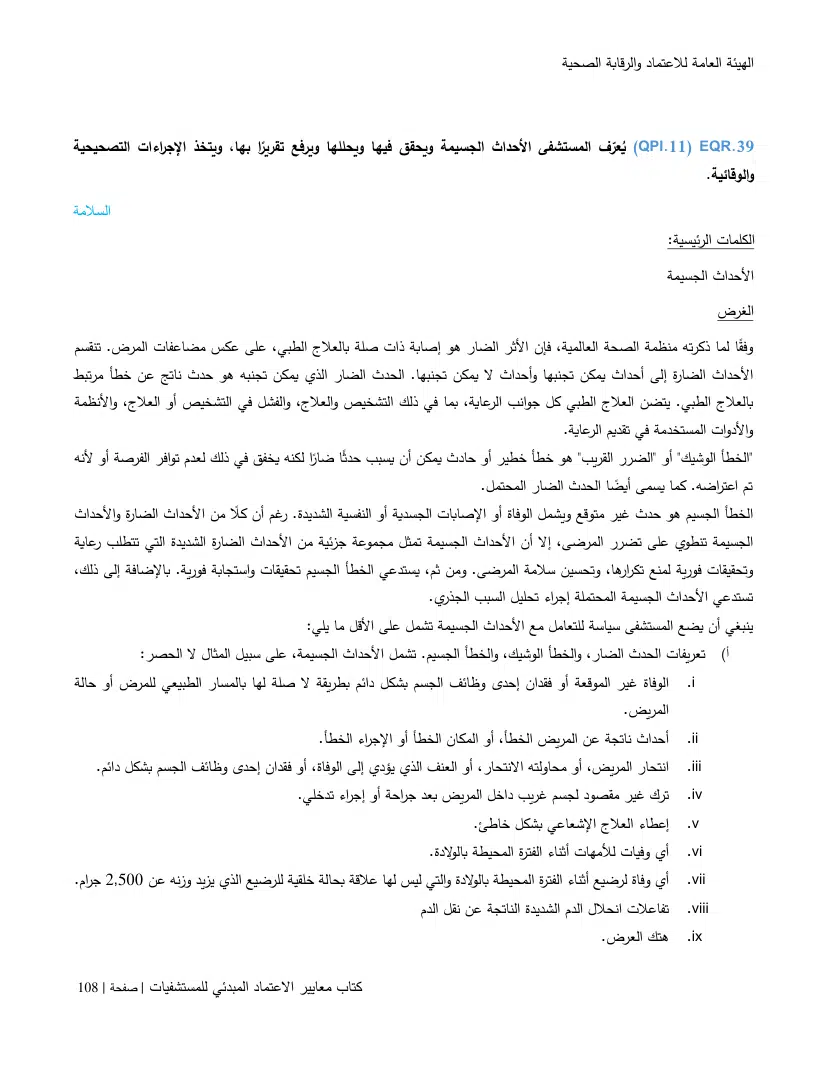 الهيئة العامة للاعتماد والرقابة الصحية
EQR.39 (QPI.11) يُعرّف المستشفى الأحداث الجسيمة ويحقق فيها ويحللها ويرفع تقريرًا بها، ويتخذ الإجراءات التصحيحية
والوقائية.
السلامة
الكلمات الرئيسية:
الأحداث الجسيمة
الغرض
وفقًا لما ذكرته منظمة الصحة العالمية، فإن الأثر الضار هو إصابة ذات صلة بالعلاج الطبي، على عكس مضاعفات المرض. تنقسم
الأحداث الضارة إلى أحداث يمكن تجنبها وأحداث لا يمكن تجنبها. الحدث الضار الذي يمكن تجنبه هو حدث ناتج عن خطأ مرتبط
بالعلاج الطبي. يتضن العلاج الطبي كل جوانب الرعاية، بما في ذلك التشخيص والعلاج، والفشل في التشخيص أو العلاج، والأنظمة
والأدوات المستخدمة في تقديم الرعاية.
"الخطأ الوشيك" أو "الضرر القريب" هو خطأ خطير أو حادث يمكن أن يسبب حدثًا ضارًا لكنه يخفق في ذلك لعدم توافر الفرصة أو لأنه
تم اعتراضه. كما يسمى أيضًا الحدث الضار المحتمل.
الخطأ الجسيم هو حدث غير متوقع ويشمل الوفاة أو الإصابات الجسدية أو النفسية الشديدة. رغم أن كلًا من الأحداث الضارة والأحداث
الجسيمة تنطوي على تضرر المرضى، إلا أن الأحداث الجسيمة تمثل مجموعة جزئية من الأحداث الضارة الشديدة التي تتطلب رعاية
وتحقيقات فورية لمنع تكرارها، وتحسين سلامة المرضى. ومن ثم، يستدعي الخطأ الجسيم تحقيقات واستجابة فورية. بالإضافة إلى ذلك،
تستدعي الأحداث الجسيمة المحتملة إجراء تحليل السبب الجذري.
ينبغي أن يضع المستشفى سياسة للتعامل مع الأحداث الجسيمة تشمل على الأقل ما يلي:
أ) تعريفات الحدث الضار، والخطأ الوشيك، والخطأ الجسيم. تشمل الأحداث الجسيمة، على سبيل المثال لا الحصر:
i. الوفاة غير الموقعة أو فقدان إحدى وظائف الجسم بشكل دائم بطريقة لا صلة لها بالمسار الطبيعي للمرض أو حالة
المريض.
ii. أحداث ناتجة عن المريض الخطأ، أو المكان الخطأ أو الإجراء الخطأ.
iii. انتحار المريض، أو محاولته الانتحار، أو العنف الذي يؤدي إلى الوفاة، أو فقدان إحدى وظائف الجسم بشكل دائم.
iv. ترك غير مقصود لجسم غريب داخل المريض بعد جراحة أو إجراء تدخلي.
v. إعطاء العلاج الإشعاعي بشكل خاطئ.
vi. أي وفيات للأمهات أثناء الفترة المحيطة بالولادة.
vii. أي وفاة لرضيع أثناء الفترة المحيطة بالولادة والتي ليس لها علاقة بحالة خلقية للرضيع الذي يزيد وزنه عن 2,500 جرام.
viii. تفاعلات انحلال الدم الشديدة الناتجة عن نقل الدم
ix. هتك العرض.
كتاب معايير الاعتماد المبدئي للمستشفيات | صفحة | 108